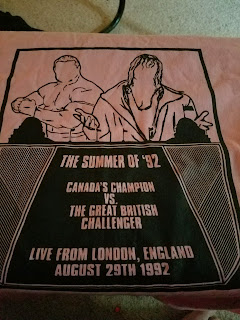 THE SUMMER OF '92
CANADA'S CHAMPION
VS.
THE GREAT BRITISH
CHALLENGER
LIVE FROM LONDON, ENGLAND
AUGUST 29TH 1992